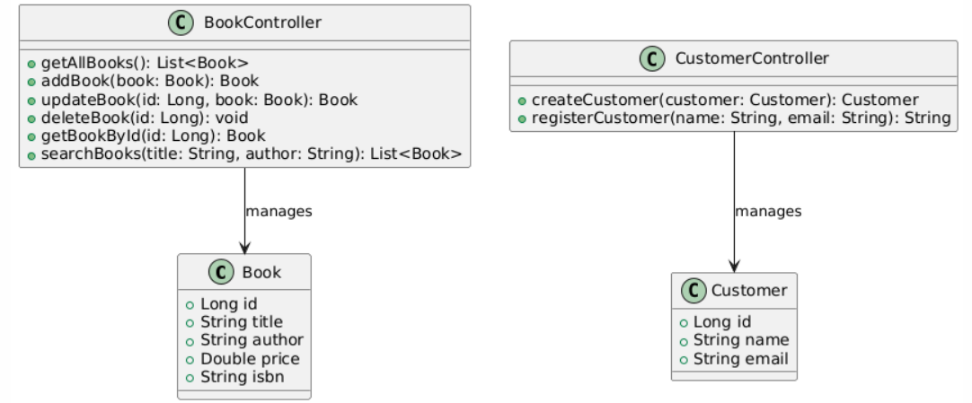 C BookController
getAllBooks(): List<Book>
addBook(book: Book): Book
updateBook(id: Long, book: Book): Book
deleteBook(id: Long): void
getBookById(id: Long): Book
searchBooks(title: String, author: String): List<Book>
manages
C Book
Long id
String title
String author
Double price
String isbn
C CustomerController
createCustomer(customer: Customer): Customer
registerCustomer(name: String, email: String): String
manages
C Customer
Long id
String name
String email